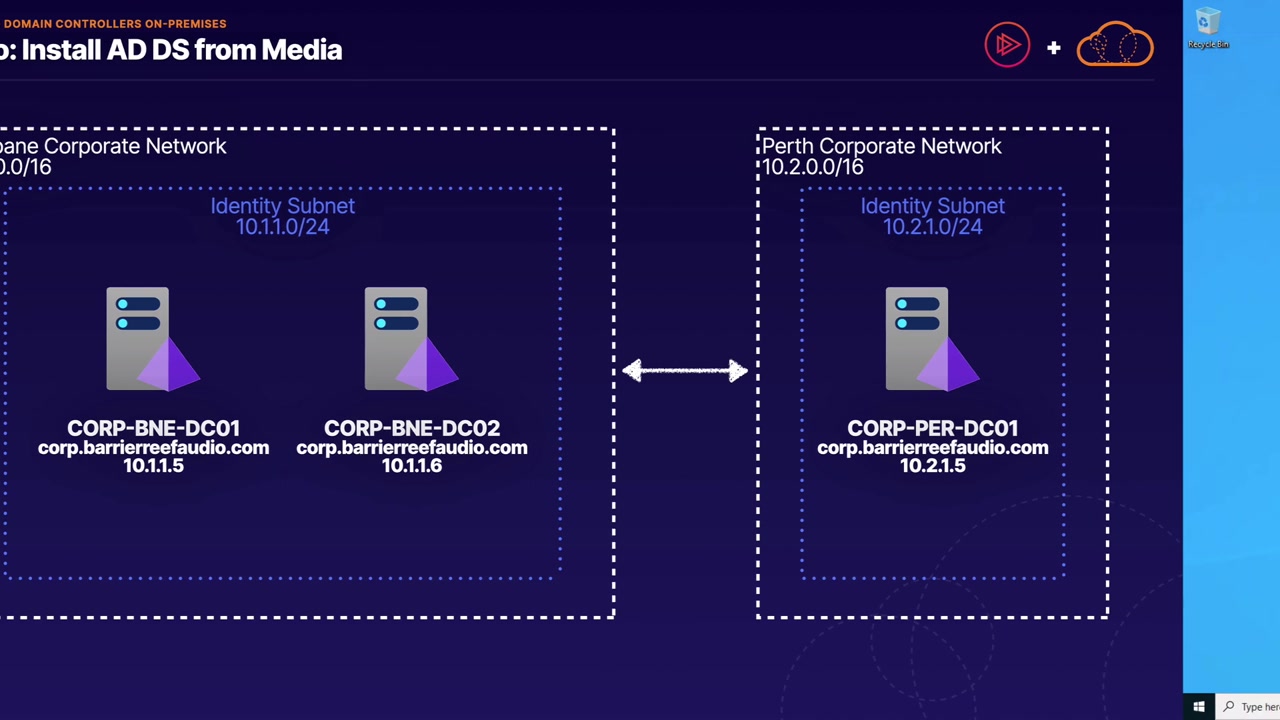 DOMAIN CONTROLLERS ON-PREMISES
o: Install AD DS from Media
+
Recycle Bin
bane Corporate Network
0.0/16
Identity Subnet
10.1.1.0/24
CORP-BNE-DC01
corp.barrierreefaudio.com
10.1.1.5
CORP-BNE-DC02
corp.barrierreefaudio.com
10.1.1.6
Perth Corporate Network
10.2.0.0/16
Identity Subnet
10.2.1.0/24
CORP-PER-DC01
corp.barrierreefaudio.com
10.2.1.5
Type here